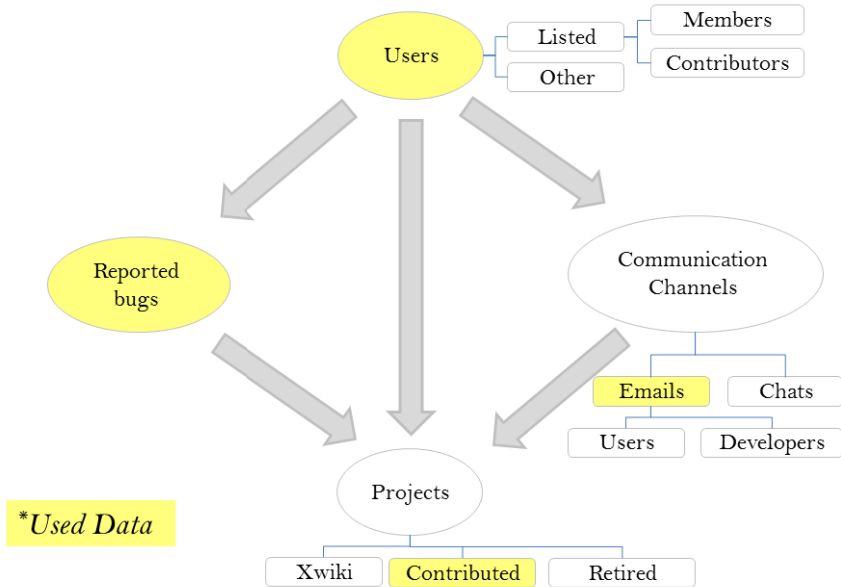 Users
Listed
Members
Other
Contributors
Reported
bugs
Communication
Channels
Emails
Chats
Users
Developers
Projects
*Used Data
Xwiki
Contributed
Retired